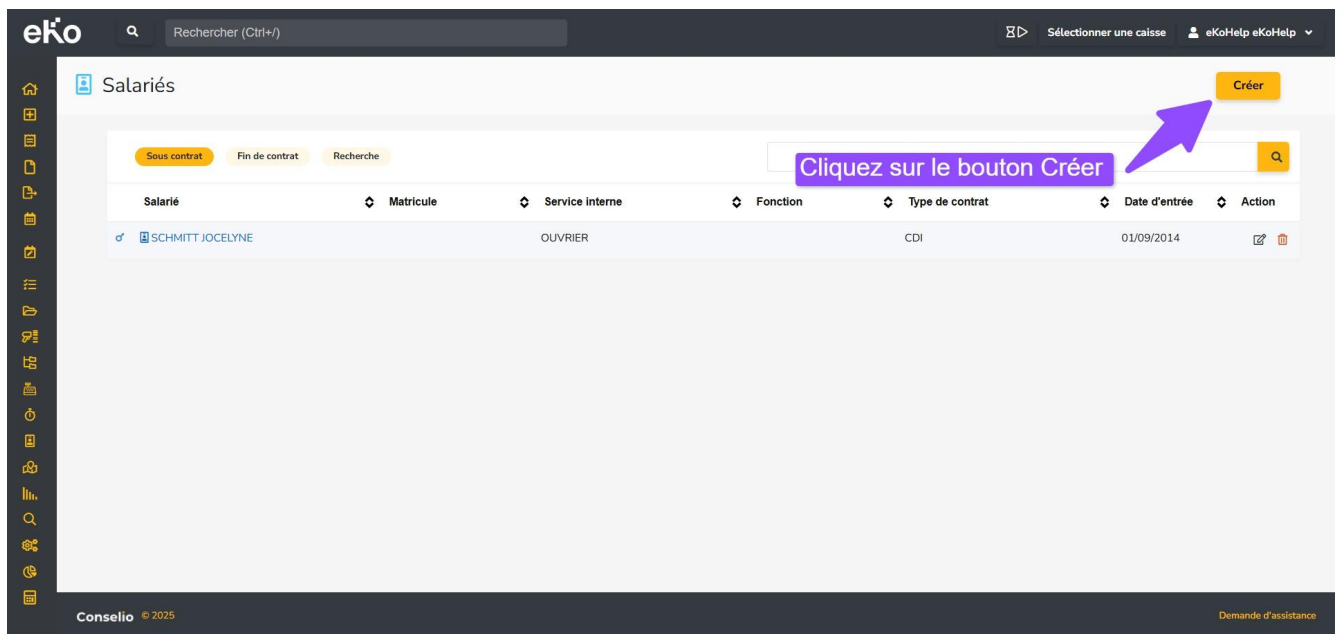 eKo
Rechercher (Ctrl+/)
Sélectionner une caisse
eKoHelp eKoHelp
Salariés
Créer
Sous contrat
Fin de contrat
Recherche
Cliquez sur le bouton Créer
Salarié Matricule Service interne Fonction Type de contrat Date d'entrée Action
SCHMITT JOCELYNE OUVRIER CDI 01/09/2014
Conselio © 2025
Demande d'assistance